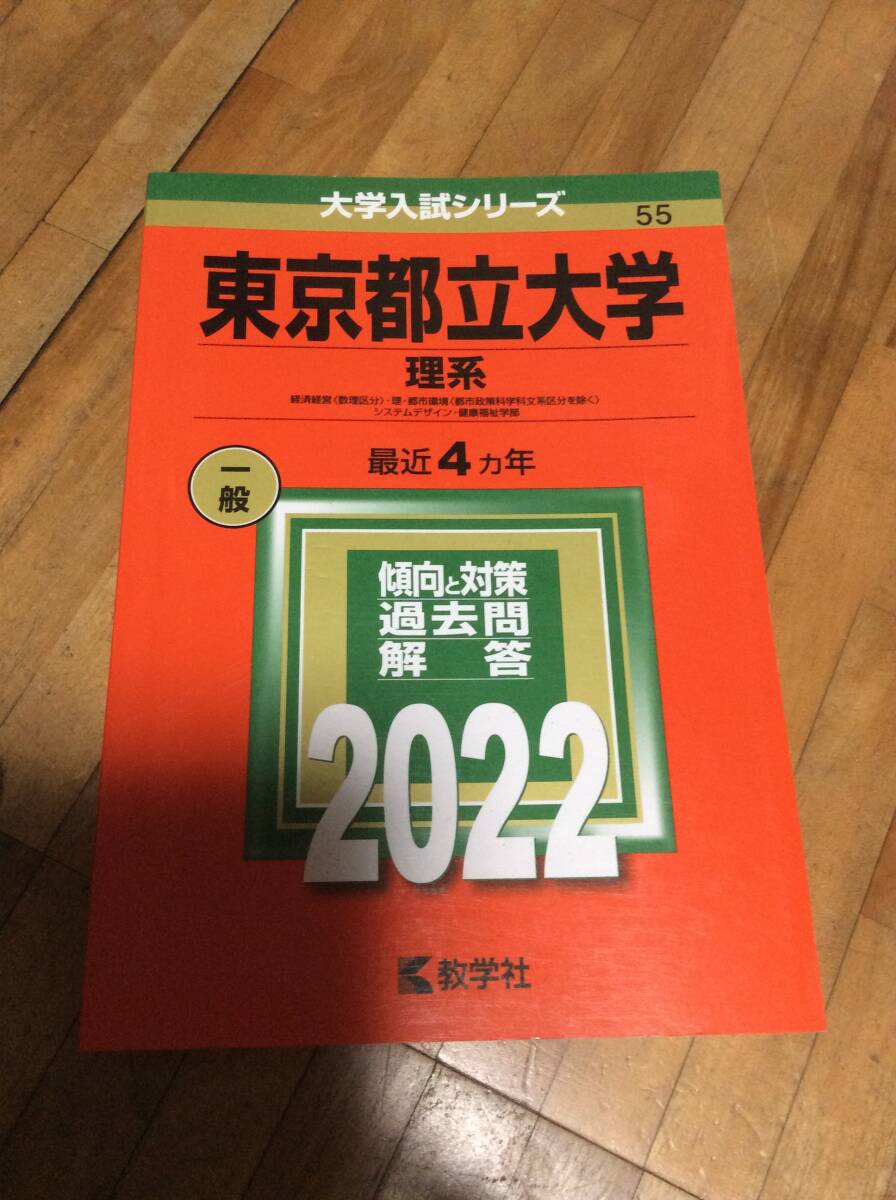 大学入試シリーズ
55
東京都立大学
理系
経済経営〈数理区分〉・理・都市環境〈都市政策科学科文系区分を除く〉
システムデザイン・健康福祉学部
最近4ヵ年
一般
傾向と対策
過去問
解答
2022
教学社